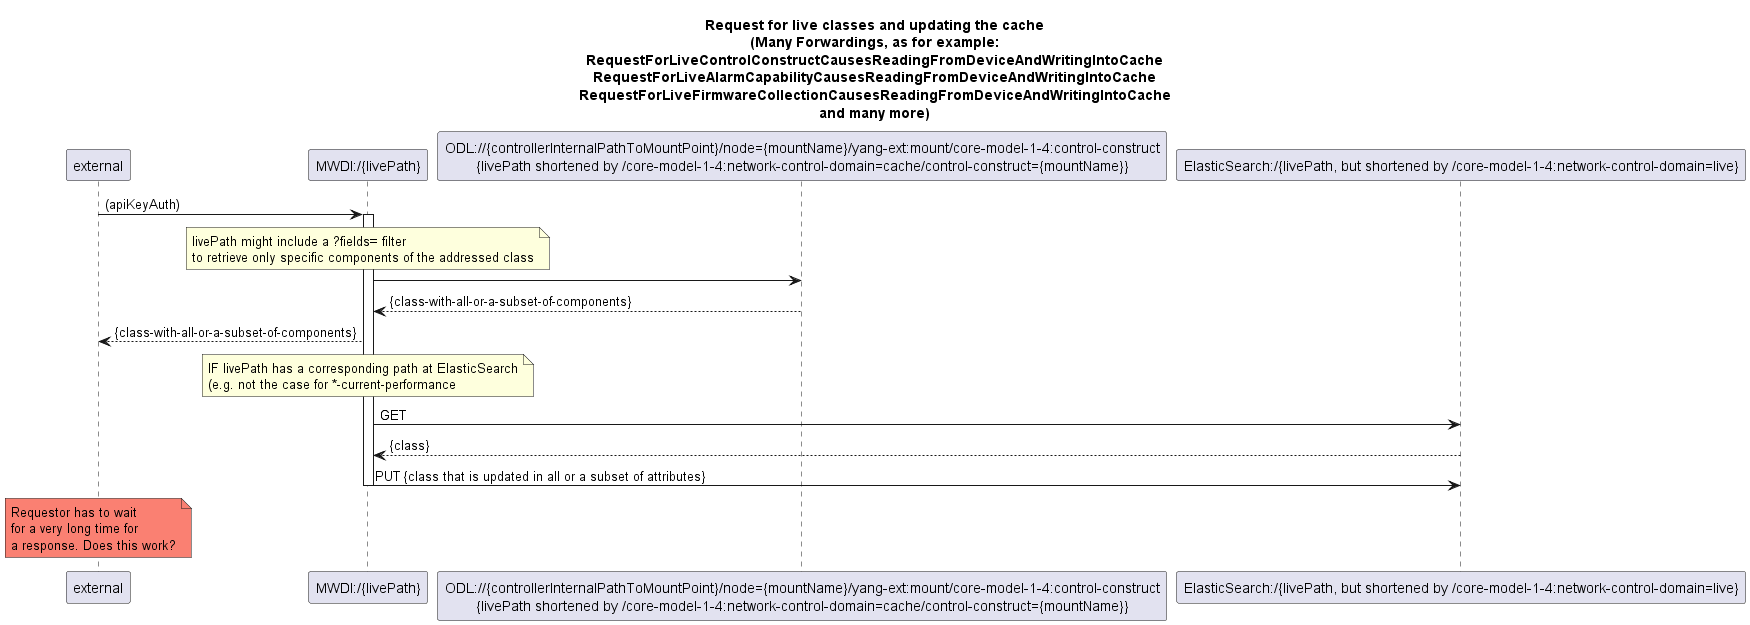 Request for live classes and updating the cache
(Many Forwardings, as for example:
RequestForLiveControlConstructCausesReadingFromDeviceAndWritingIntoCache
RequestForLiveAlarmCapabilityCausesReadingFromDeviceAndWritingIntoCache
RequestForLiveFirmwareCollectionCausesReadingFromDeviceAndWritingIntoCache
and many more)
external
MWDI:/{livePath}
ODL://{controllerInternalPathToMountPoint}/node={mountName}/yang-ext:mount/core-model-1-4:control-construct
{livePath shortened by /core-model-1-4:network-control-domain=cache/control-construct={mountName}}
ElasticSearch:/{livePath, but shortened by /core-model-1-4:network-control-domain=live}
(apiKeyAuth)
livePath might include a ?fields= filter
to retrieve only specific components of the addressed class
{class-with-all-or-a-subset-of-components}
{class-with-all-or-a-subset-of-components}
IF livePath has a corresponding path at ElasticSearch
(e.g. not the case for *-current-performance
GET
{class}
PUT {class that is updated in all or a subset of attributes}
Requestor has to wait
for a very long time for
a response. Does this work?
external
MWDI:/{livePath}
ODL://{controllerInternalPathToMountPoint}/node={mountName}/yang-ext:mount/core-model-1-4:control-construct
{livePath shortened by /core-model-1-4:network-control-domain=cache/control-construct={mountName}}
ElasticSearch:/{livePath, but shortened by /core-model-1-4:network-control-domain=live}